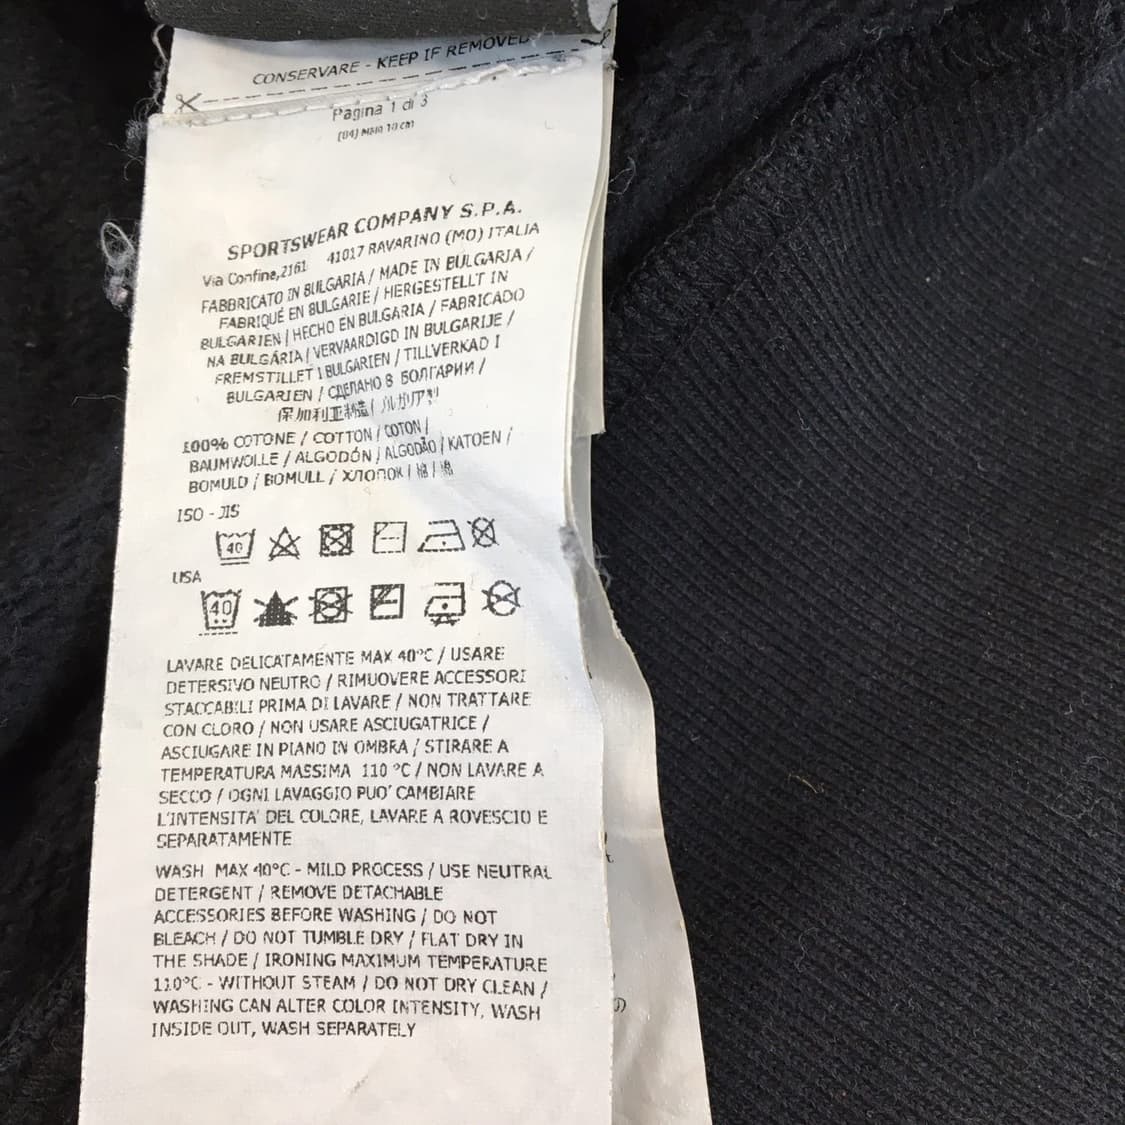 CONSERVARE - KEEP IF REMOVED
Pagina 1 di 3
SPORTSWEAR COMPANY S.P.A.
Via Confine,2161 41017 RAVARINO (MO) ITALIA
FABBRICATO IN BULGARIA / MADE IN BULGARIA /
FABRIQUÉ EN BULGARIE / HERGESTELLT IN
BULGARIEN / HECHO EN BULGARIA / FABRICADO
NA BULGÁRIA / VERVAARDIGD IN BULGARIJE /
FREMSTILLET I BULGARIEN / TILLVERKAD I
BULGARIEN / СДЕЛАНО В БОЛГАРИИ /
保加利亚制造 /
100% COTONE / COTTON / COTON /
BAUMWOLLE / ALGODÓN / ALGODÃO / KATOEN /
BOMULD / BOMULL / ХЛОПОК /
ISO - JIS
40
USA
40
LAVARE DELICATAMENTE MAX 40°C / USARE
DETERSIVO NEUTRO / RIMUOVERE ACCESSORI
STACCABILI PRIMA DI LAVARE / NON TRATTARE
CON CLORO / NON USARE ASCIUGATRICE /
ASCIUGARE IN PIANO IN OMBRA / STIRARE A
TEMPERATURA MASSIMA 110 °C / NON LAVARE A
SECCO / OGNI LAVAGGIO PUO' CAMBIARE
L'INTENSITA' DEL COLORE, LAVARE A ROVESCIO E
SEPARATAMENTE
WASH MAX 40°C - MILD PROCESS / USE NEUTRAL
DETERGENT / REMOVE DETACHABLE
ACCESSORIES BEFORE WASHING / DO NOT
BLEACH / DO NOT TUMBLE DRY / FLAT DRY IN
THE SHADE / IRONING MAXIMUM TEMPERATURE
110°C - WITHOUT STEAM / DO NOT DRY CLEAN /
WASHING CAN ALTER COLOR INTENSITY, WASH
INSIDE OUT, WASH SEPARATELY